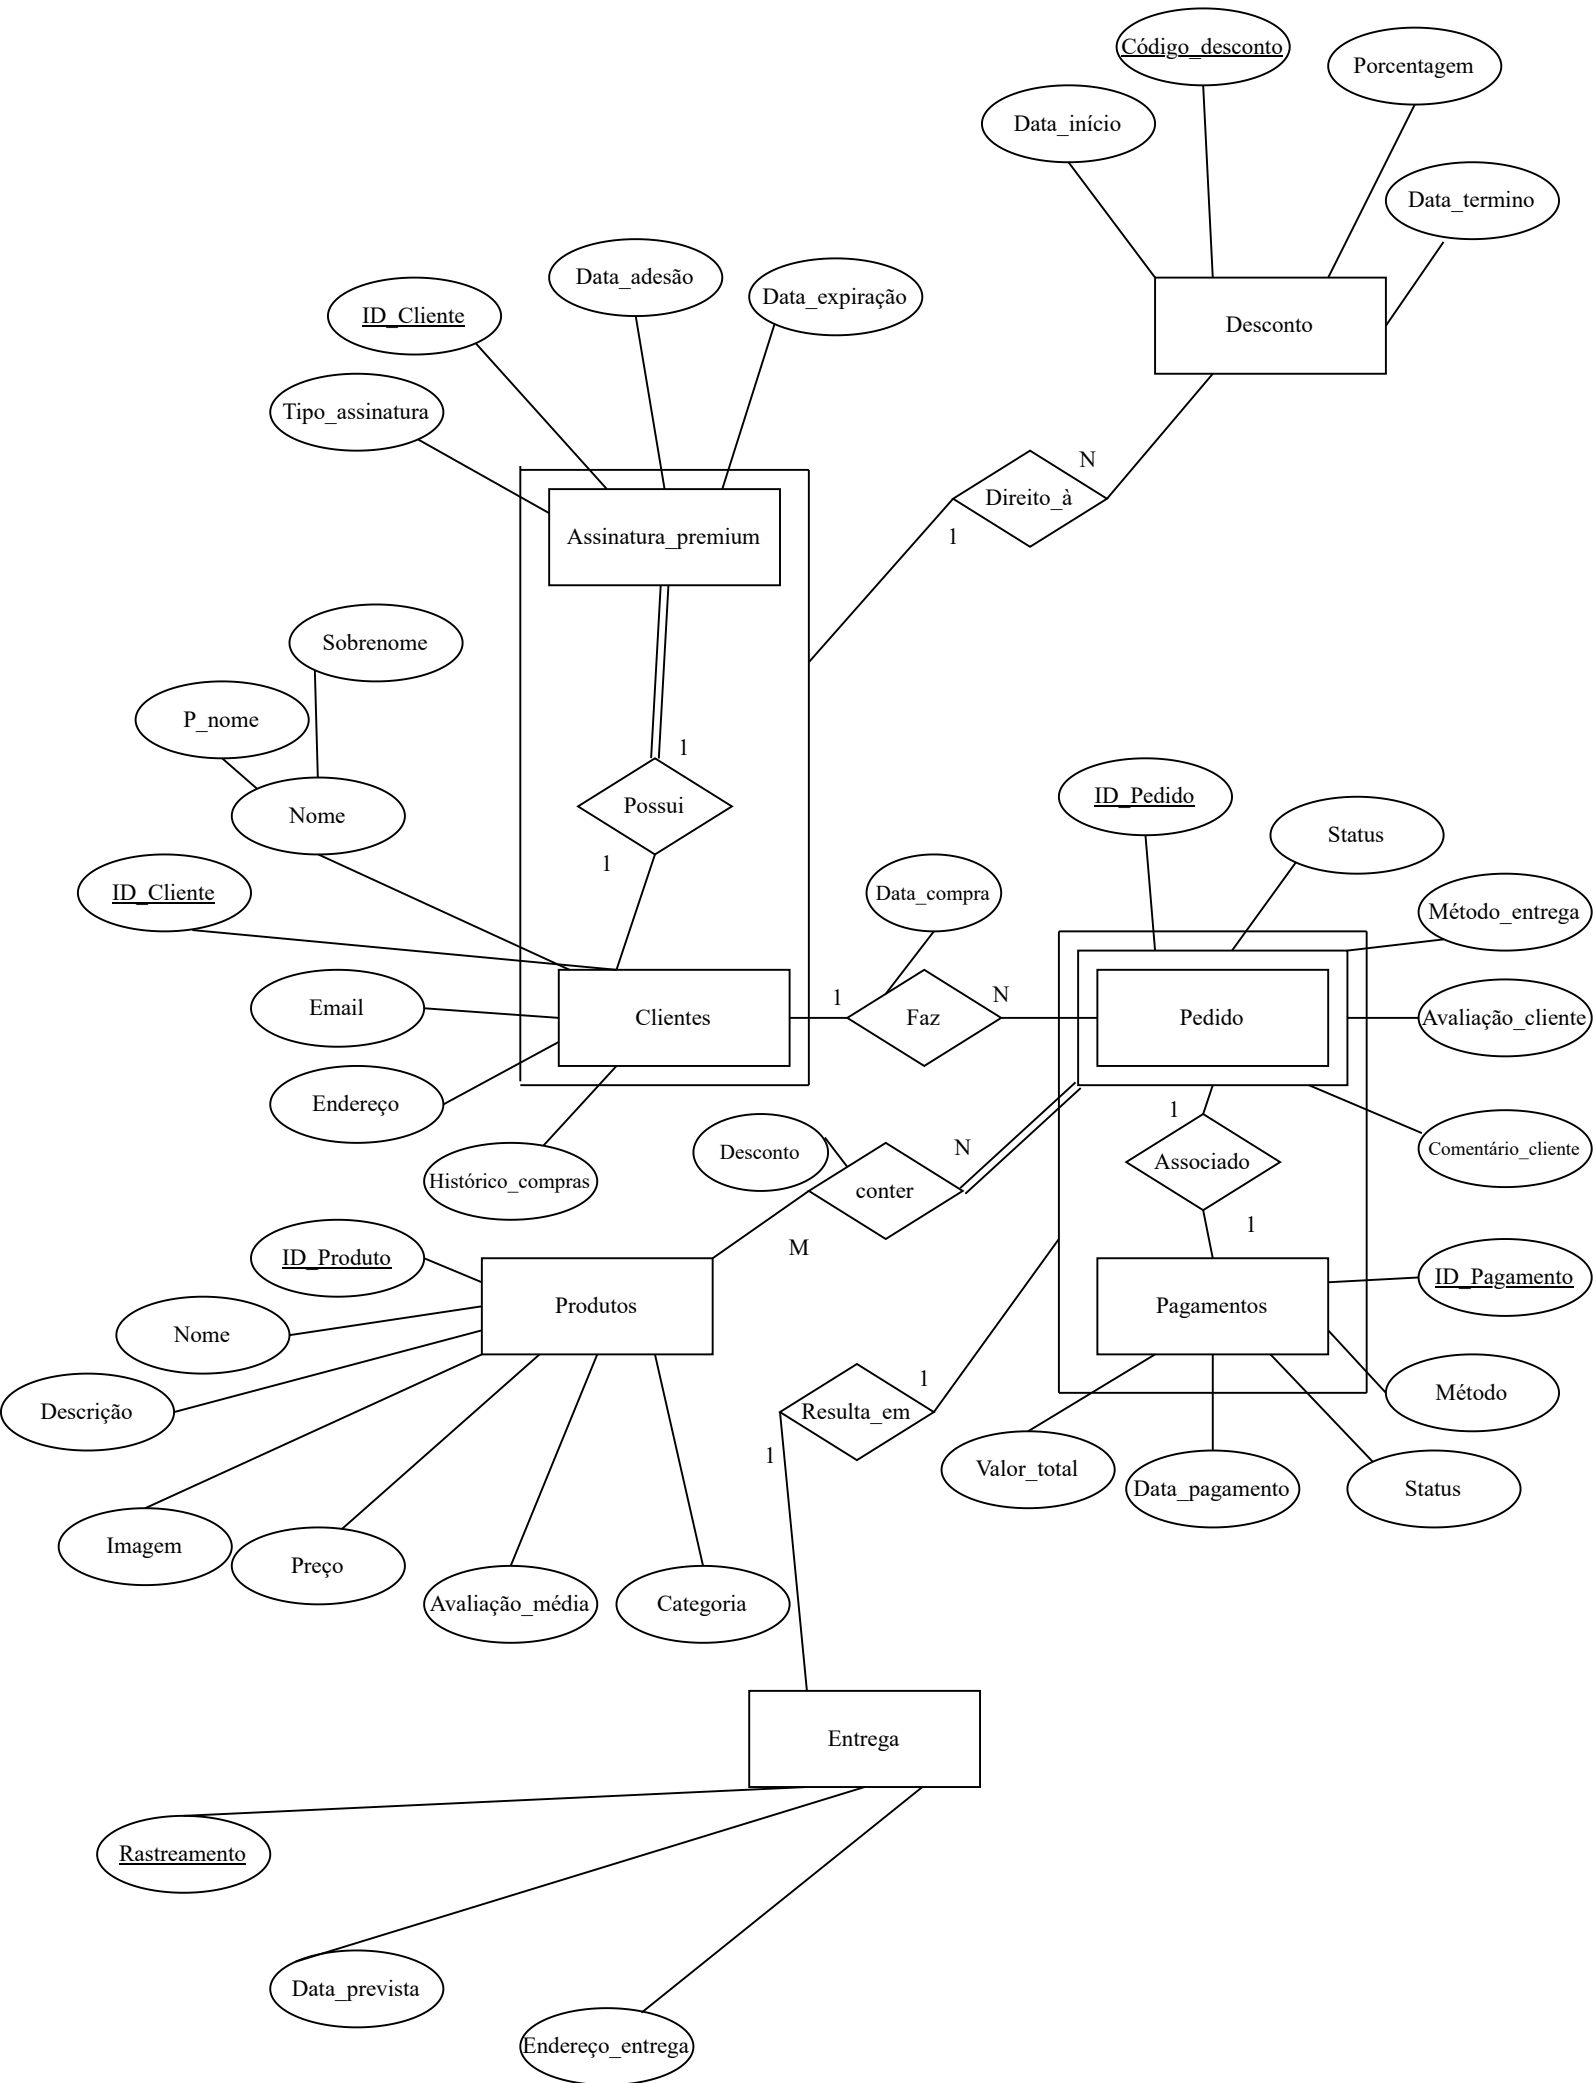 Código_desconto
Porcentagem
Data_início
Data_termino
Desconto
Data_adesão
Data_expiração
ID_Cliente
Tipo_assinatura
N
Direito_à
1
Assinatura_premium
Sobrenome
P_nome
1
Possui
1
Nome
ID_Cliente
ID_Pedido
Status
Data_compra
Método_entrega
Email
Clientes
1
Faz
N
Pedido
Avaliação_cliente
Endereço
Histórico_compras
Desconto
conter
N
M
1
Associado
1
Comentário_cliente
ID_Produto
Nome
Produtos
Pagamentos
ID_Pagamento
Descrição
Resulta_em
1
1
Método
Valor_total
Data_pagamento
Status
Imagem
Preço
Avaliação_média
Categoria
Entrega
Rastreamento
Data_prevista
Endereço_entrega